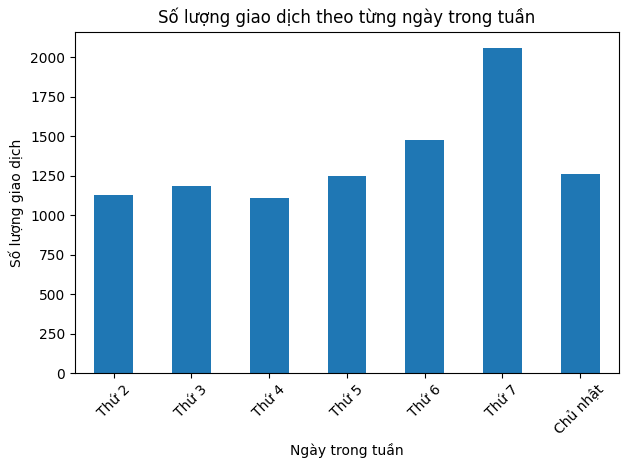 Số lượng giao dịch theo từng ngày trong tuần
Số lượng giao dịch
2000
1750
1500
1250
1000
750
500
250
0
Thứ 2
Thứ 3
Thứ 4
Thứ 5
Thứ 6
Thứ 7
Chủ nhật
Ngày trong tuần